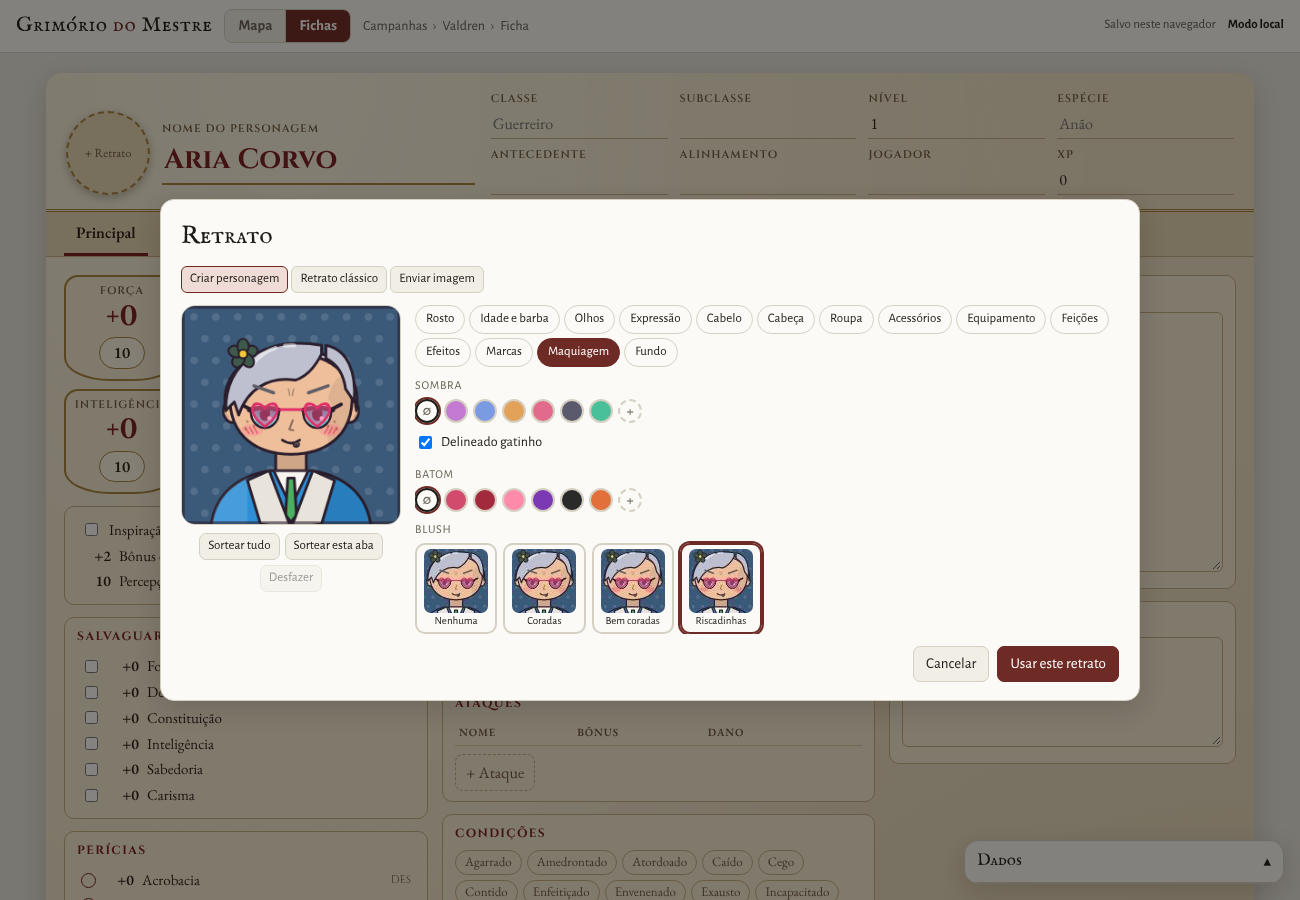 Grimório do Mestre
Mapa
Fichas
Campanhas › Valdren › Ficha
Salvo neste navegador
Modo local
CLASSE
SUBCLASSE
NÍVEL
ESPÉCIE
+ Retrato
NOME DO PERSONAGEM
Aria Corvo
Guerreiro
1
Anão
ANTECEDENTE
ALINHAMENTO
JOGADOR
XP
0
Principal
Retrato
Criar personagem
Retrato clássico
Enviar imagem
Rosto
Idade e barba
Olhos
Expressão
Cabelo
Cabeça
Roupa
Acessórios
Equipamento
Feições
Efeitos
Marcas
Maquiagem
Fundo
SOMBRA
Ø
+
Delineado gatinho
BATOM
Ø
+
BLUSH
Nenhuma
Coradas
Bem coradas
Riscadinhas
Sortear tudo
Sortear esta aba
Desfazer
Cancelar
Usar este retrato
FORÇA
+0
10
INTELIGÊNCI
+0
10
Inspiraçã
+2 Bônus
10 Percepç
SALVAGUAR
+0 Fo
+0 De
+0 Constituição
+0 Inteligência
+0 Sabedoria
+0 Carisma
PERÍCIAS
+0 Acrobacia DES
ATAQUES
NOME BÔNUS DANO
+ Ataque
CONDIÇÕES
Agarrado
Amedrontado
Atordoado
Caído
Cego
Contido
Enfeitiçado
Envenenado
Exausto
Incapacitado
Dados ▲